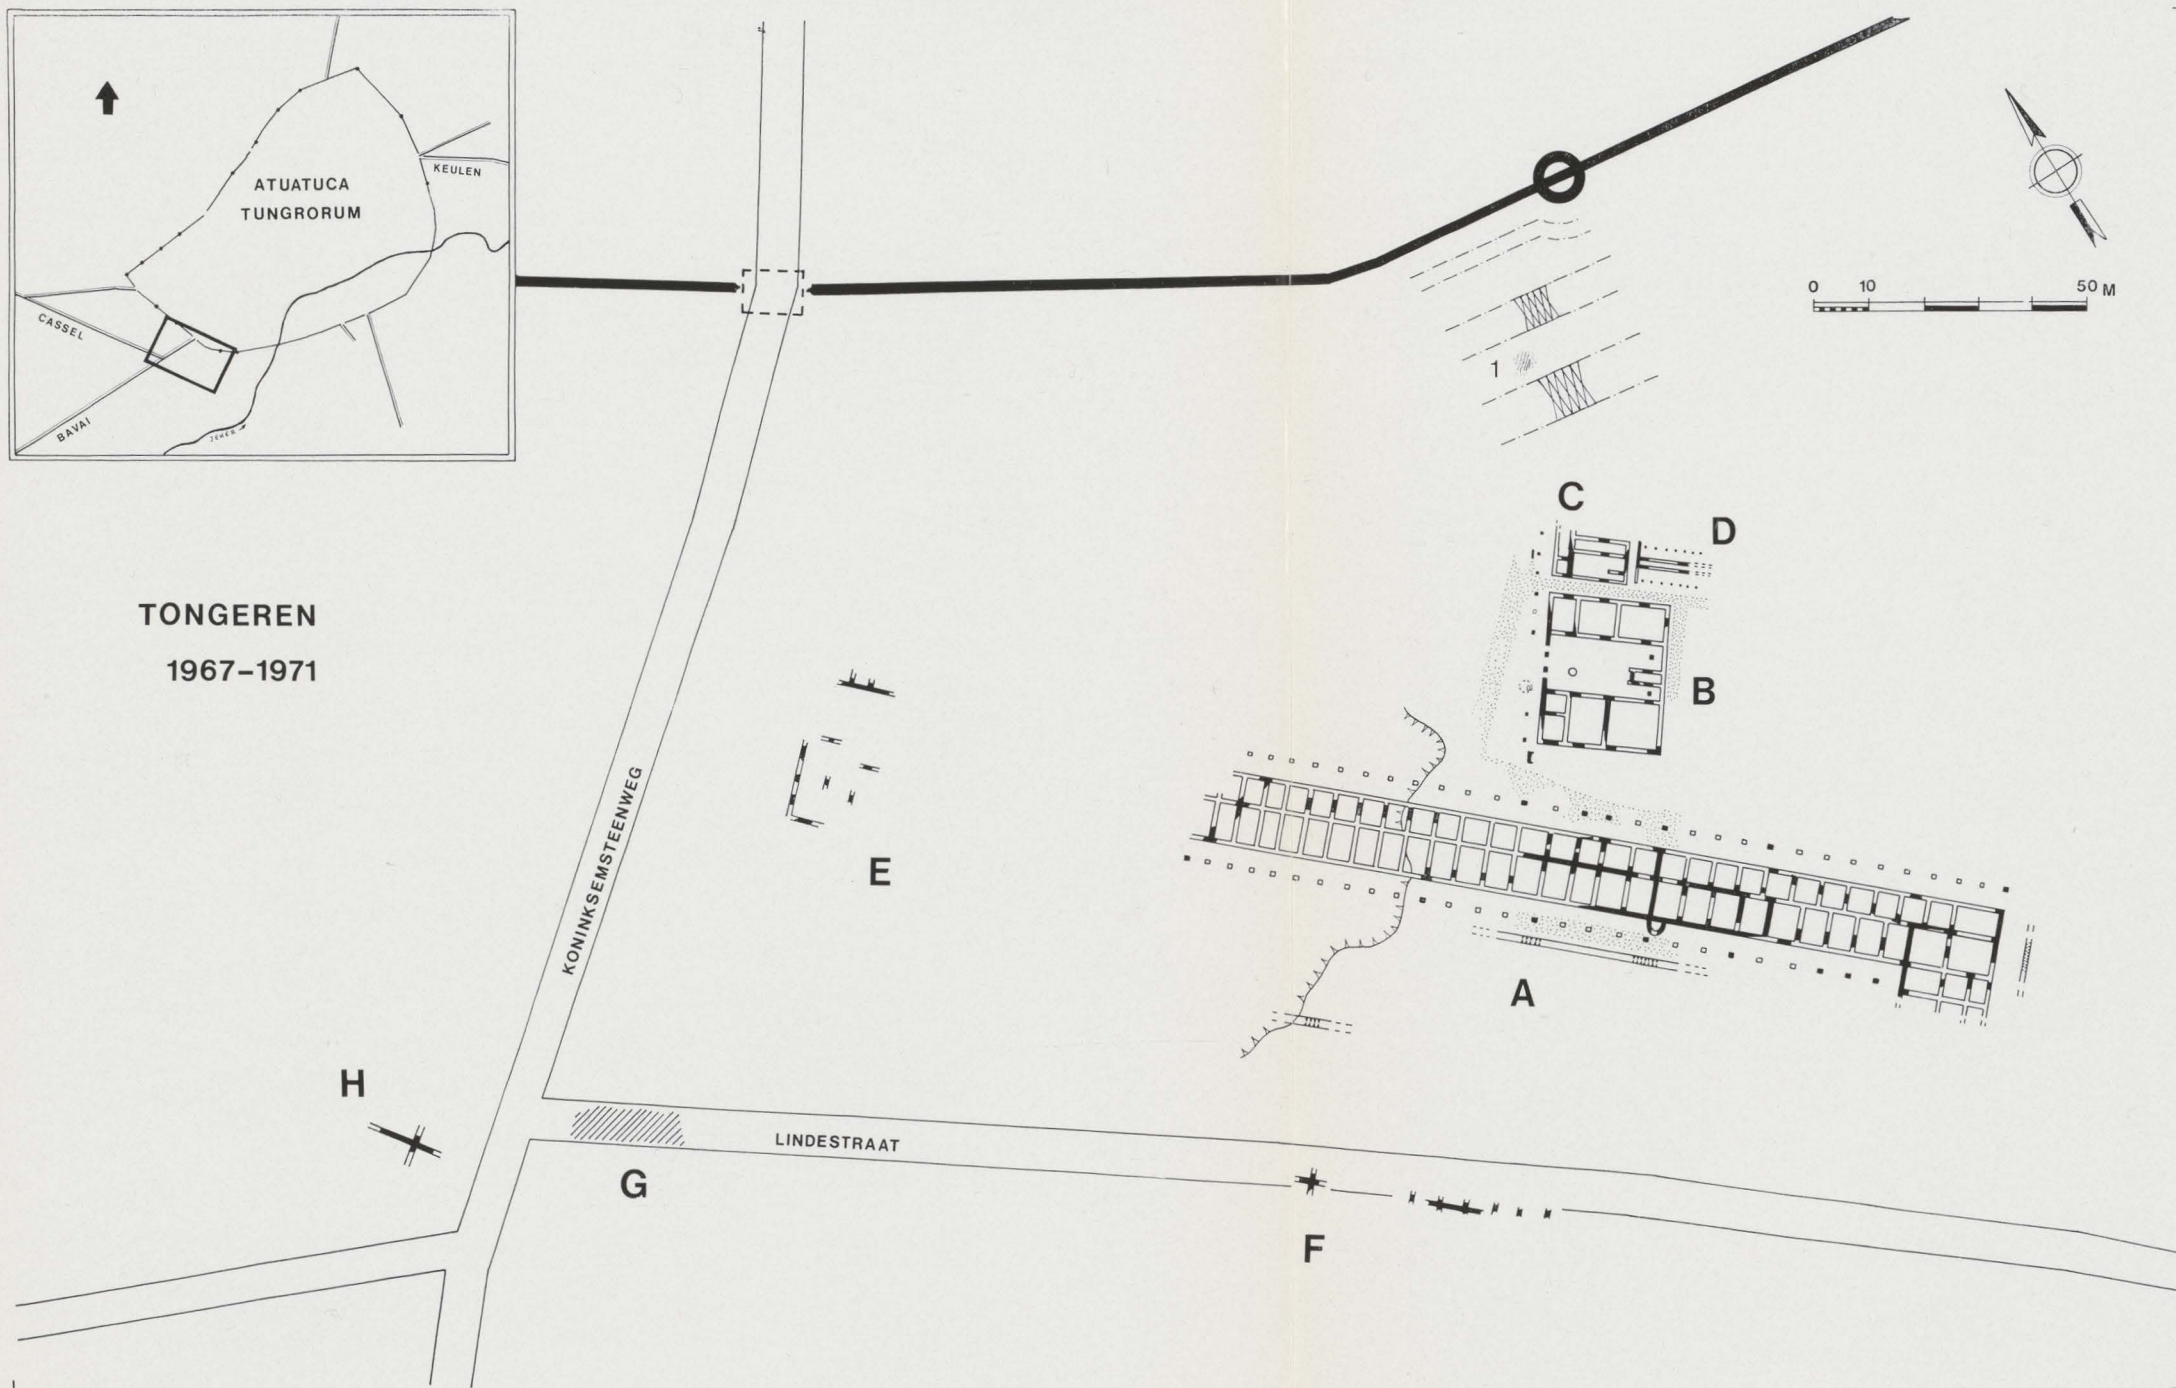 ATUATUCA
TUNGRORUM
KEULEN
CASSEL
BAVAI
JEKER
0 10 50 M
1
C
D
TONGEREN
1967–1971
B
KONINKSEMSTEENWEG
E
A
H
LINDESTRAAT
G
F